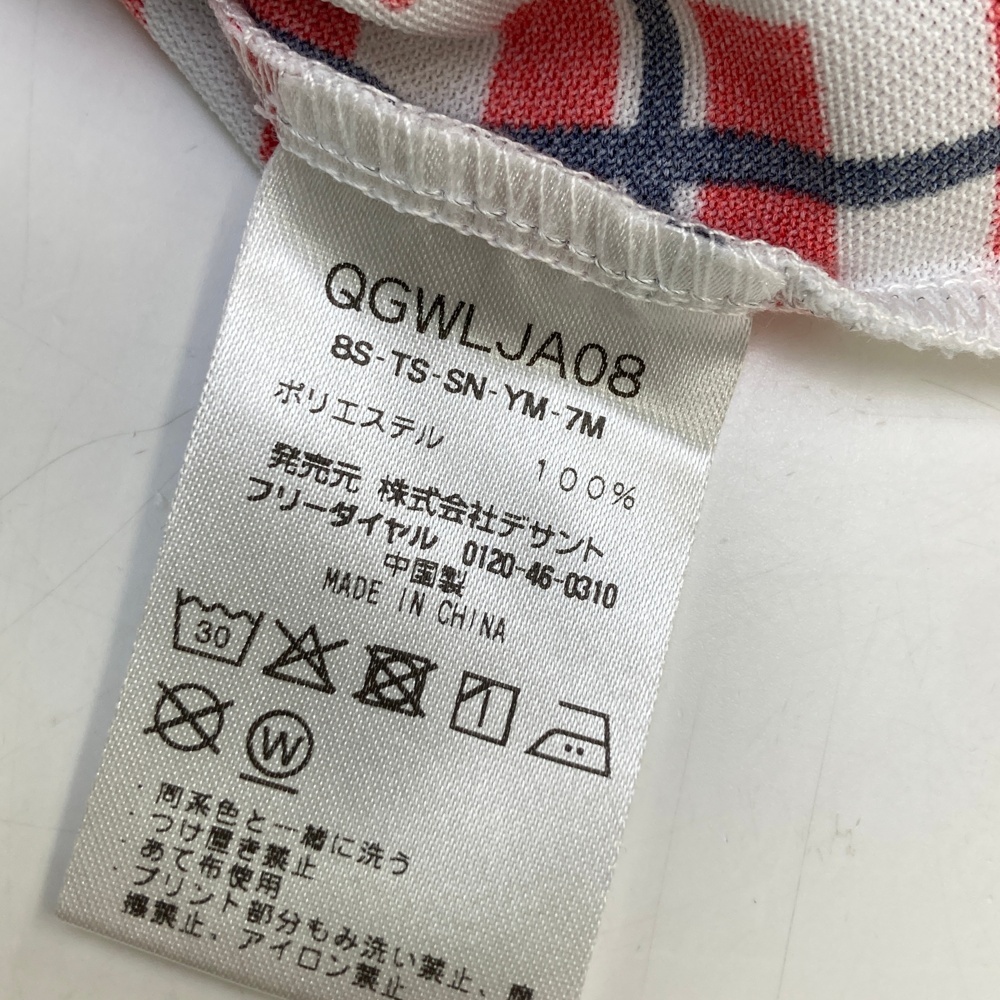 QGWLJA08
8S-TS-SN-YM-7M
ポリエステル 100%
発売元 株式会社デサント
フリーダイヤル 0120-46-0310
中国製
MADE IN CHINA
30
W
・同系色と一緒に洗う
・つけ置き禁止
・あて布使用
・プリント部分もみ洗い禁止、摩
擦禁止、アイロン禁止